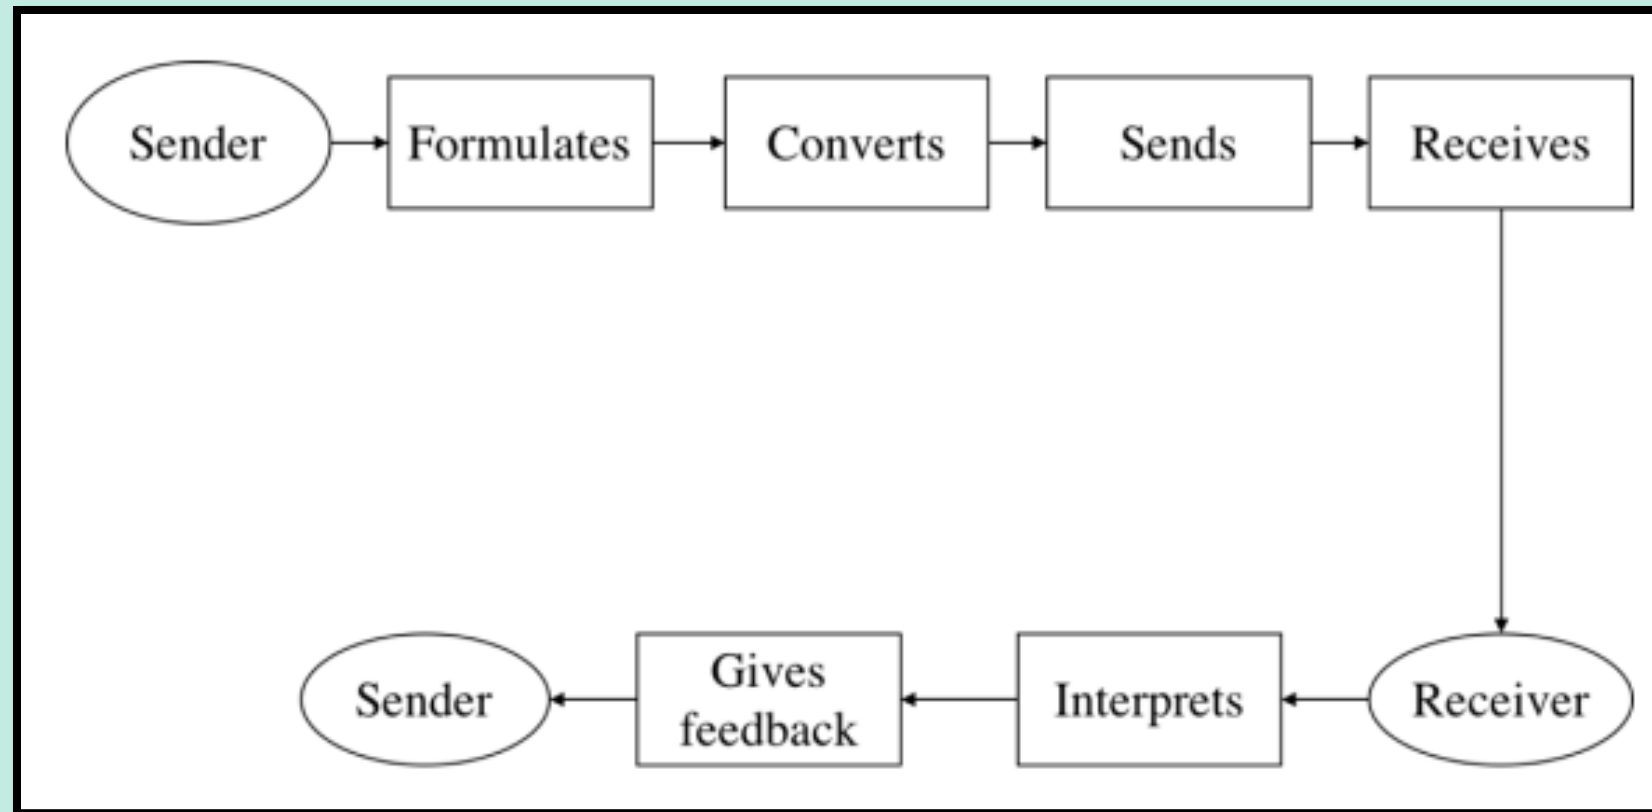 Sender
Formulates
Converts
Sends
Receives
Receiver
Interprets
Gives
feedback
Sender